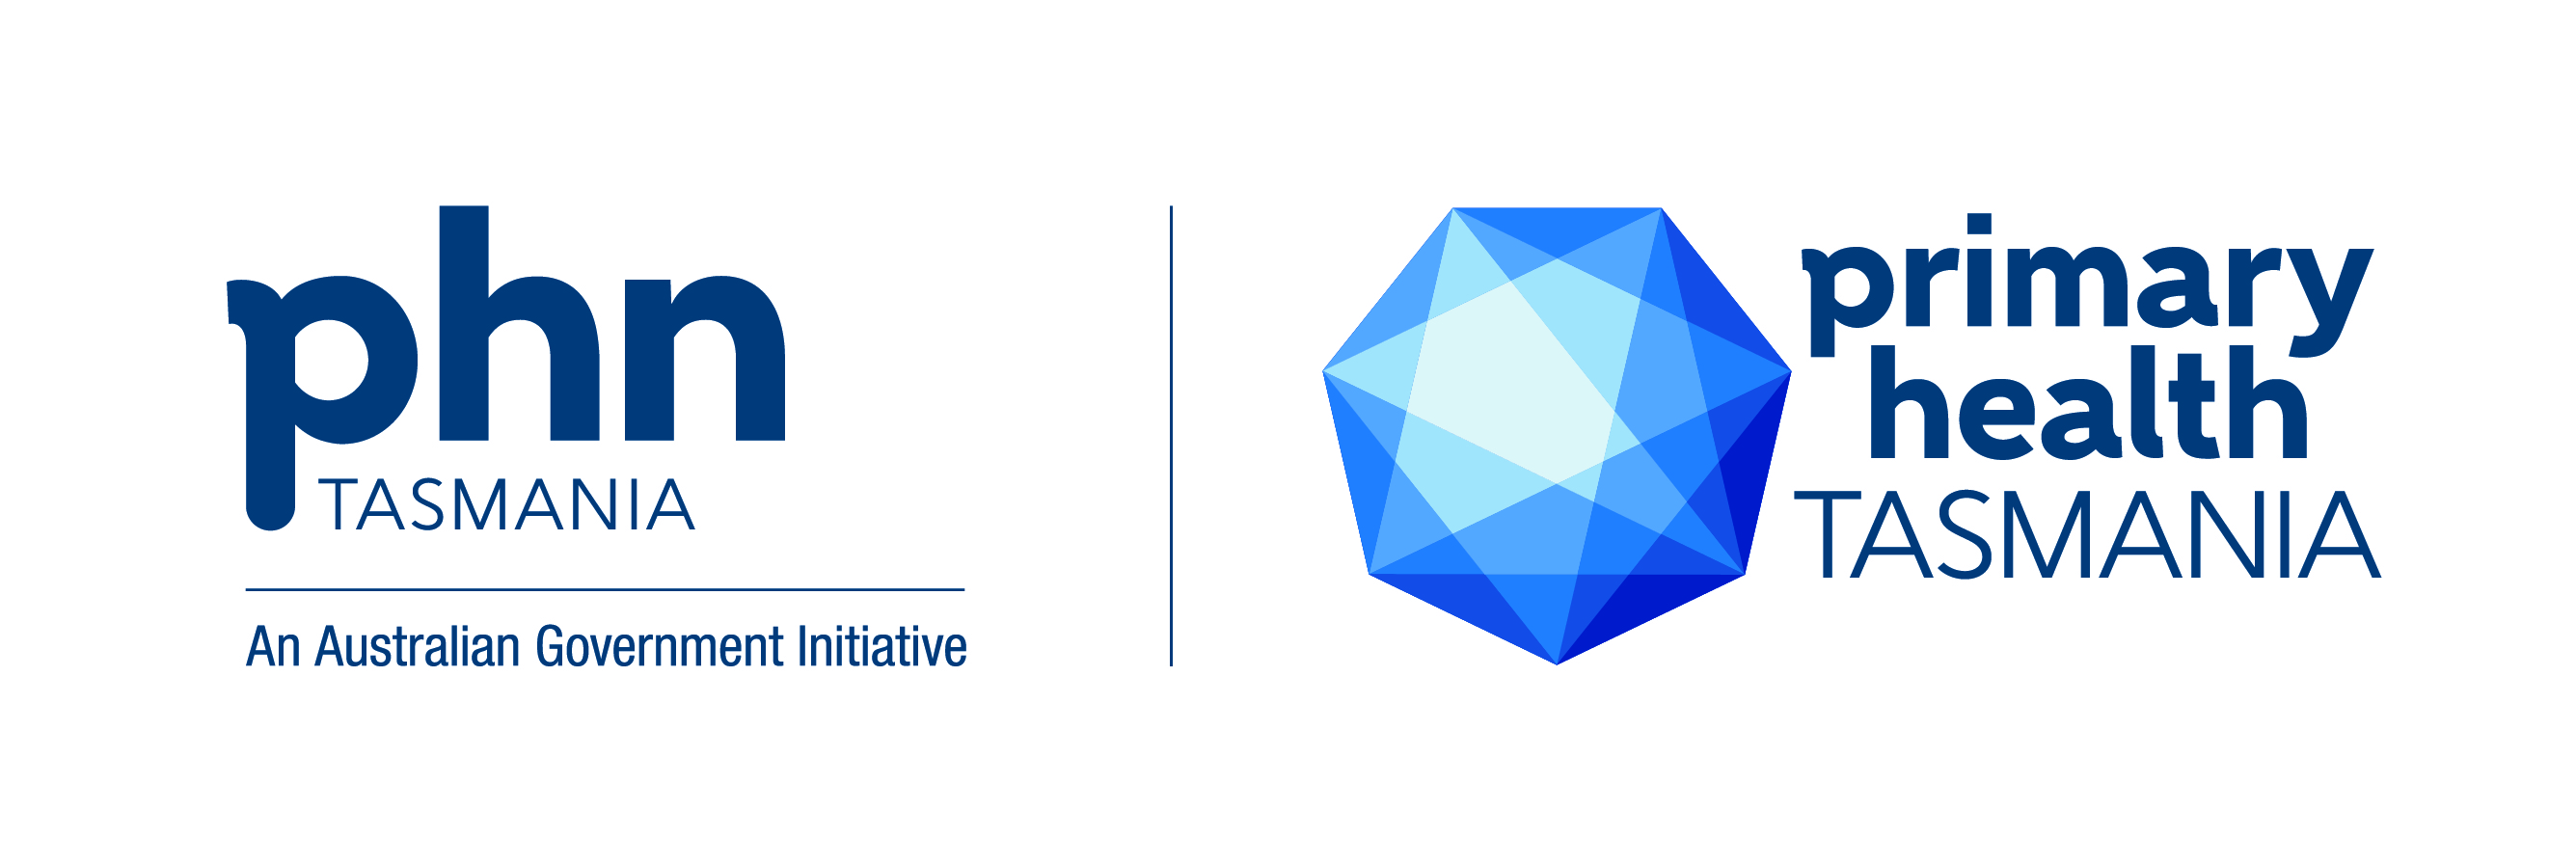 phn
TASMANIA
An Australian Government Initiative
primary
health
TASMANIA